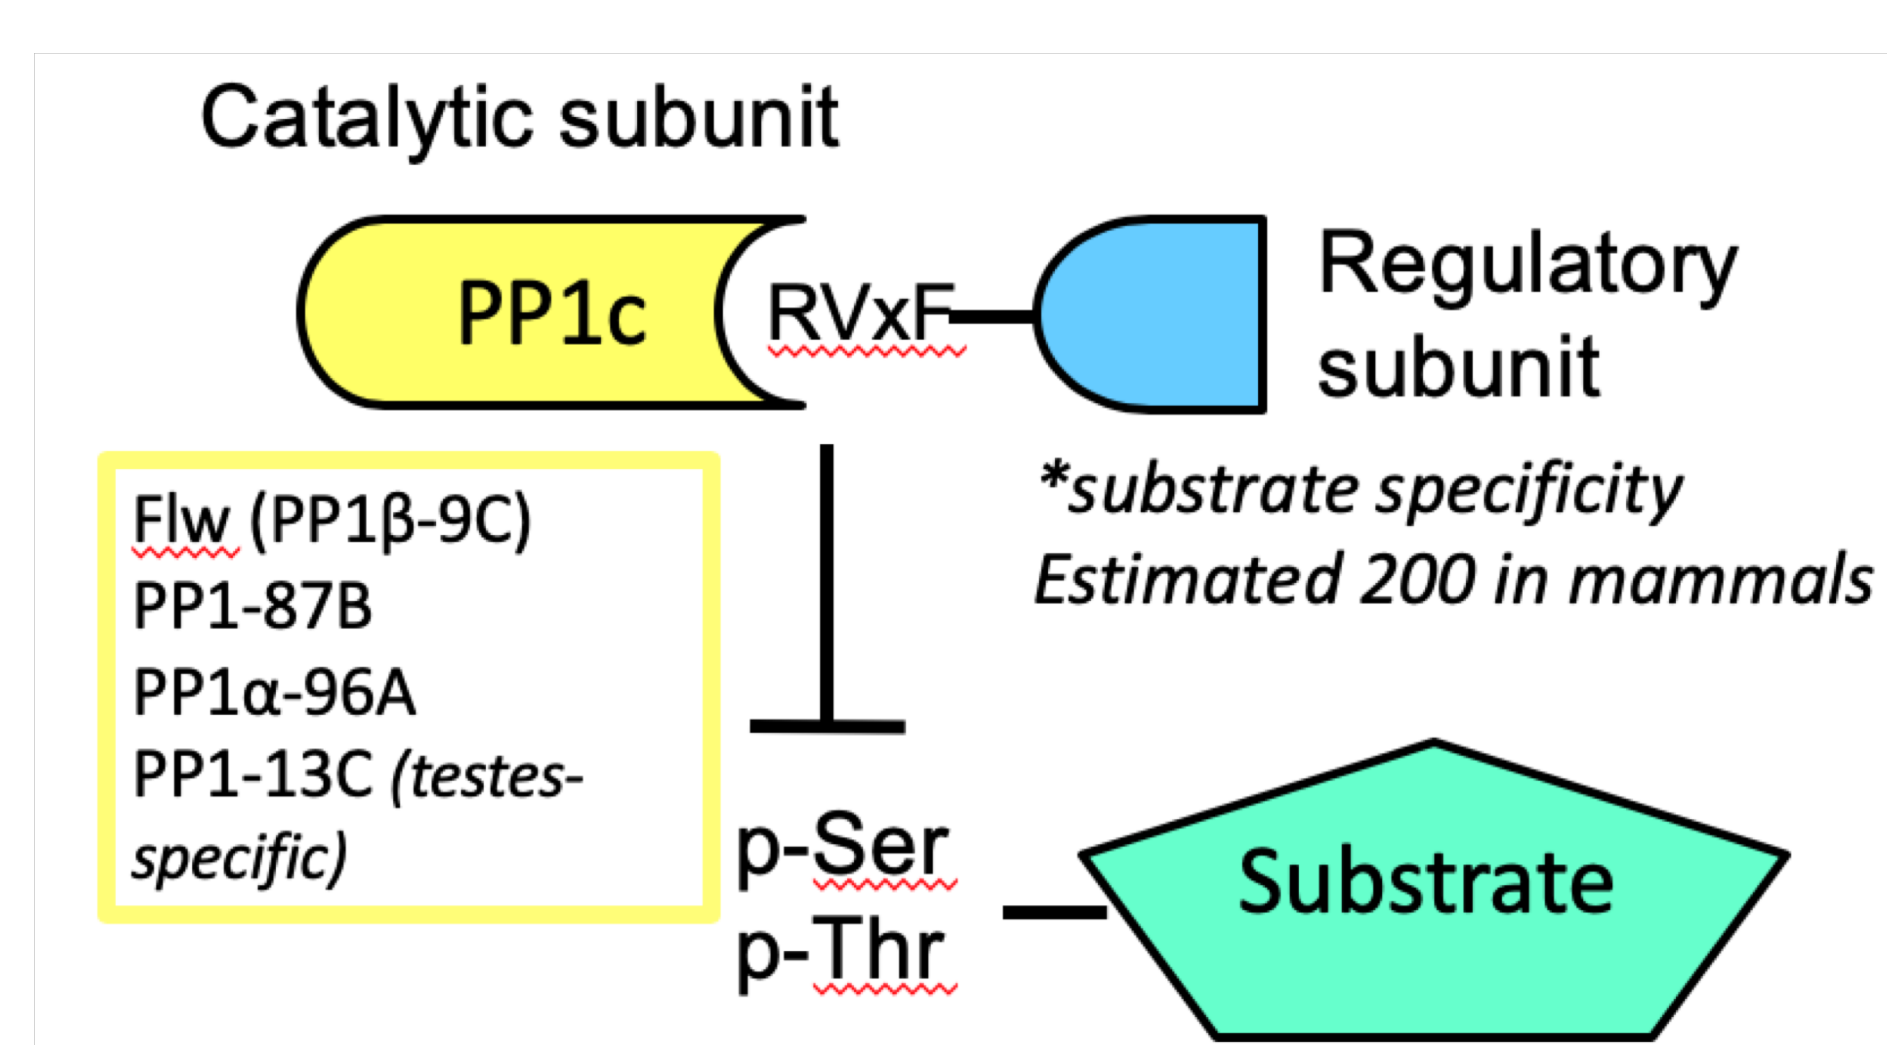 Catalytic subunit
PP1c
RVxF
Regulatory
subunit
*substrate specificity
Estimated 200 in mammals
Flw (PP1β-9C)
PP1-87B
PP1α-96A
PP1-13C (testes-
specific)
p-Ser
p-Thr
Substrate